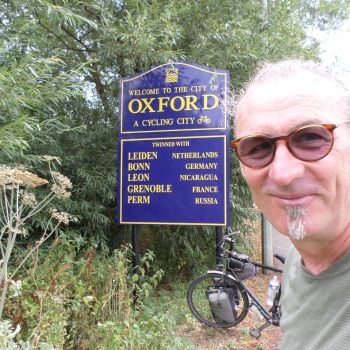 WELCOME TO THE CITY OF
OXFORD
A CYCLING CITY
TWINNED WITH
LEIDEN NETHERLANDS
BONN GERMANY
LEON NICARAGUA
GRENOBLE FRANCE
PERM RUSSIA